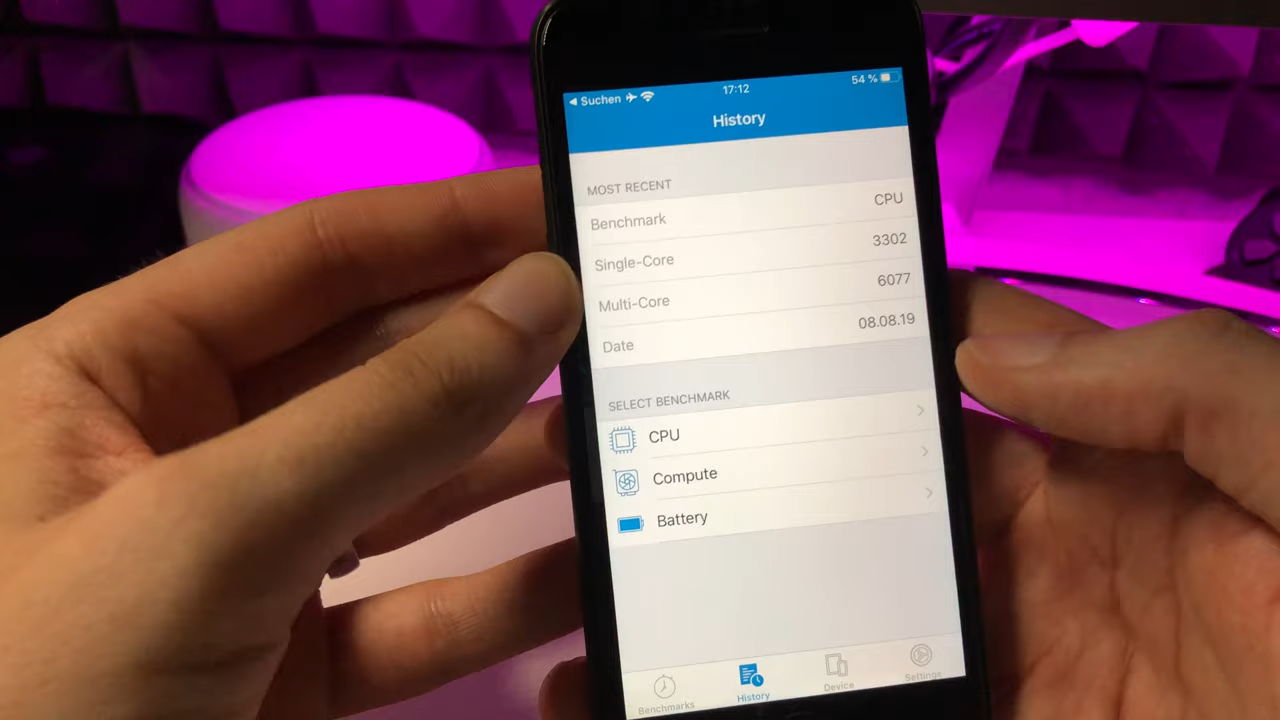 Suchen 17:12 54 %
History
MOST RECENT
Benchmark CPU
Single-Core 3302
Multi-Core 6077
Date 08.08.19
SELECT BENCHMARK
CPU
Compute
Battery
Benchmarks History Device Settings